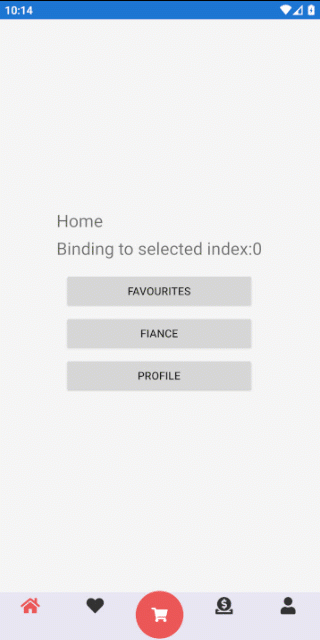 10:14
Home
Binding to selected index:0
FAVOURITES
FIANCE
PROFILE